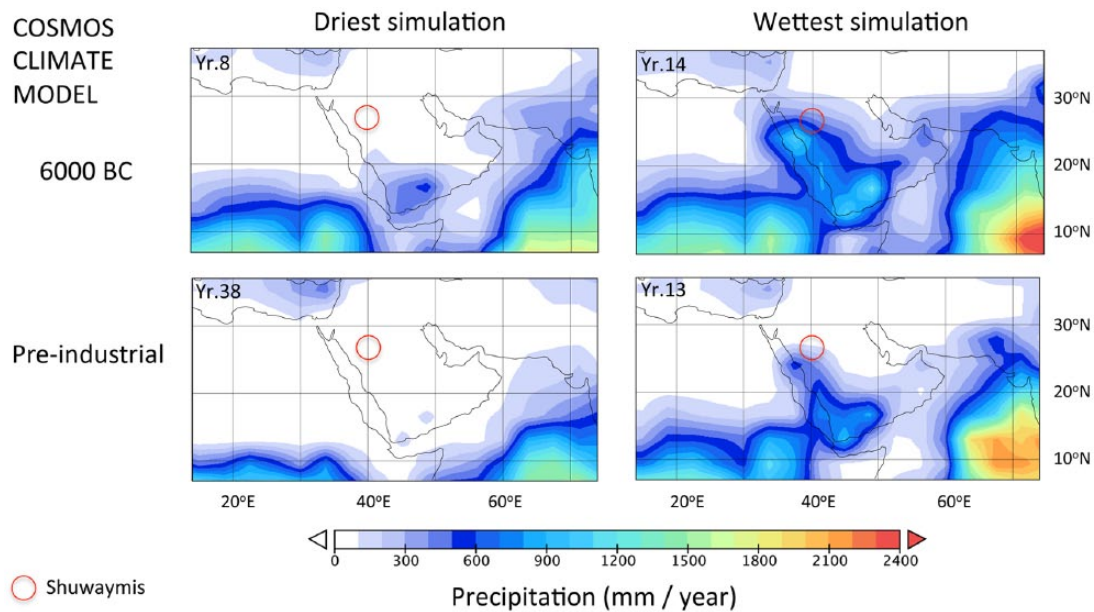 COSMOS
CLIMATE
MODEL
Driest simulation
Wettest simulation
Yr.8
Yr.14
6000 BC
30°N
20°N
10°N
Yr.38
Yr.13
Pre-industrial
30°N
20°N
10°N
20°E 40°E 60°E 20°E 40°E 60°E
0 300 600 900 1200 1500 1800 2100 2400
Shuwaymis
Precipitation (mm / year)